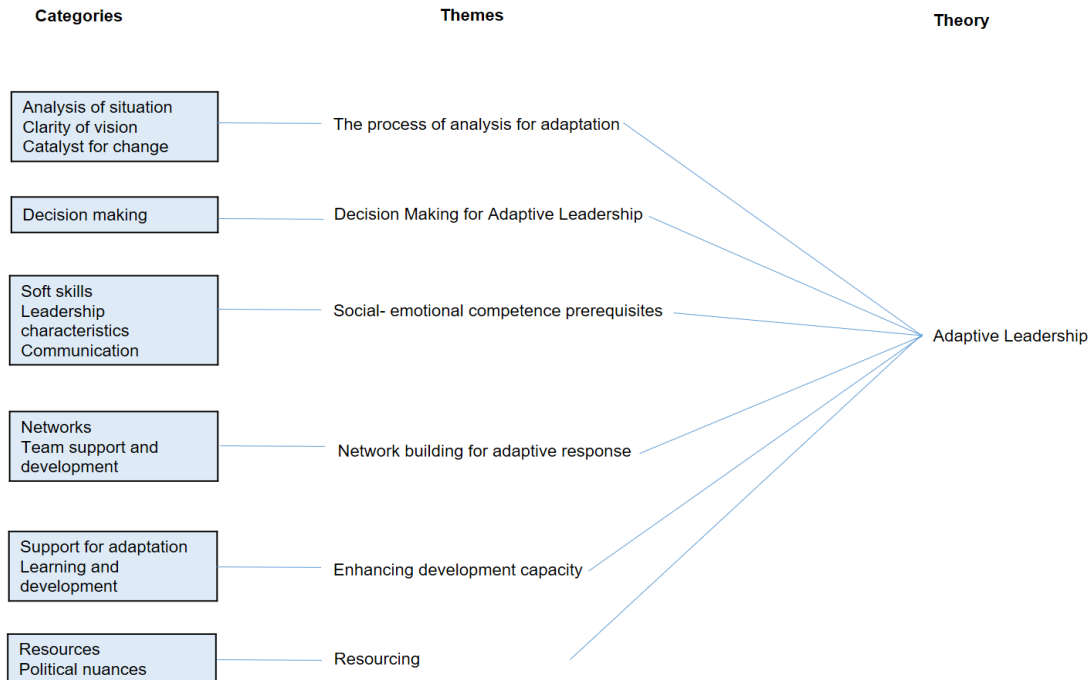 Categories
Themes
Theory
Analysis of situation
Clarity of vision
Catalyst for change
The process of analysis for adaptation
Decision making
Decision Making for Adaptive Leadership
Soft skills
Leadership
characteristics
Communication
Social- emotional competence prerequisites
Adaptive Leadership
Networks
Team support and
development
Network building for adaptive response
Support for adaptation
Learning and
development
Enhancing development capacity
Resources
Political nuances
Resourcing